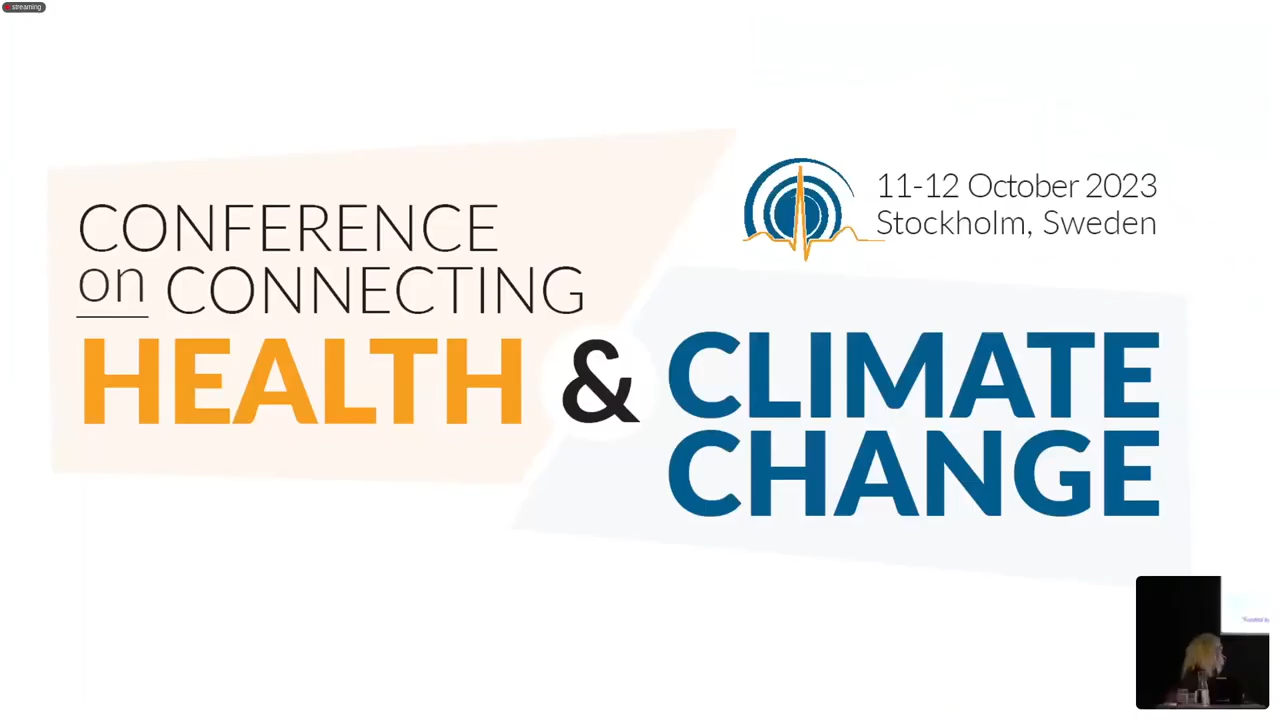 streaming
CONFERENCE
on CONNECTING
HEALTH & CLIMATE
CHANGE
11-12 October 2023
Stockholm, Sweden